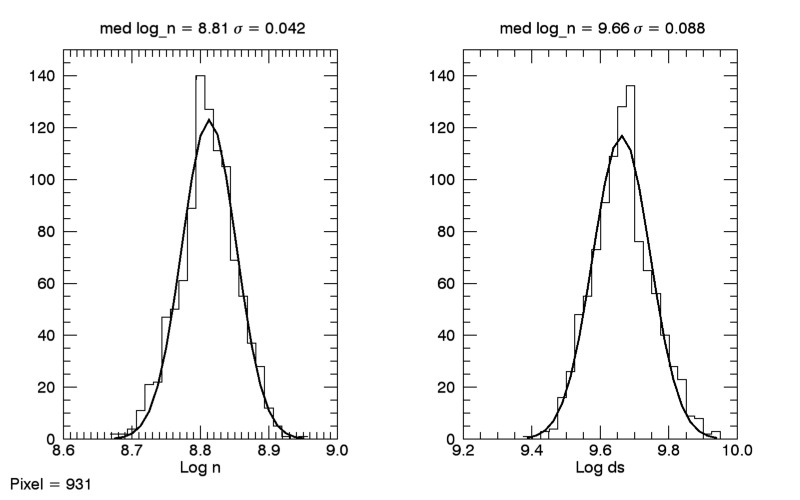 med log_n = 8.81 σ = 0.042
140
120
100
80
60
40
20
0
8.6 8.7 8.8 8.9 9.0
Log n
med log_n = 9.66 σ = 0.088
140
120
100
80
60
40
20
0
9.2 9.4 9.6 9.8 10.0
Log ds
Pixel = 931